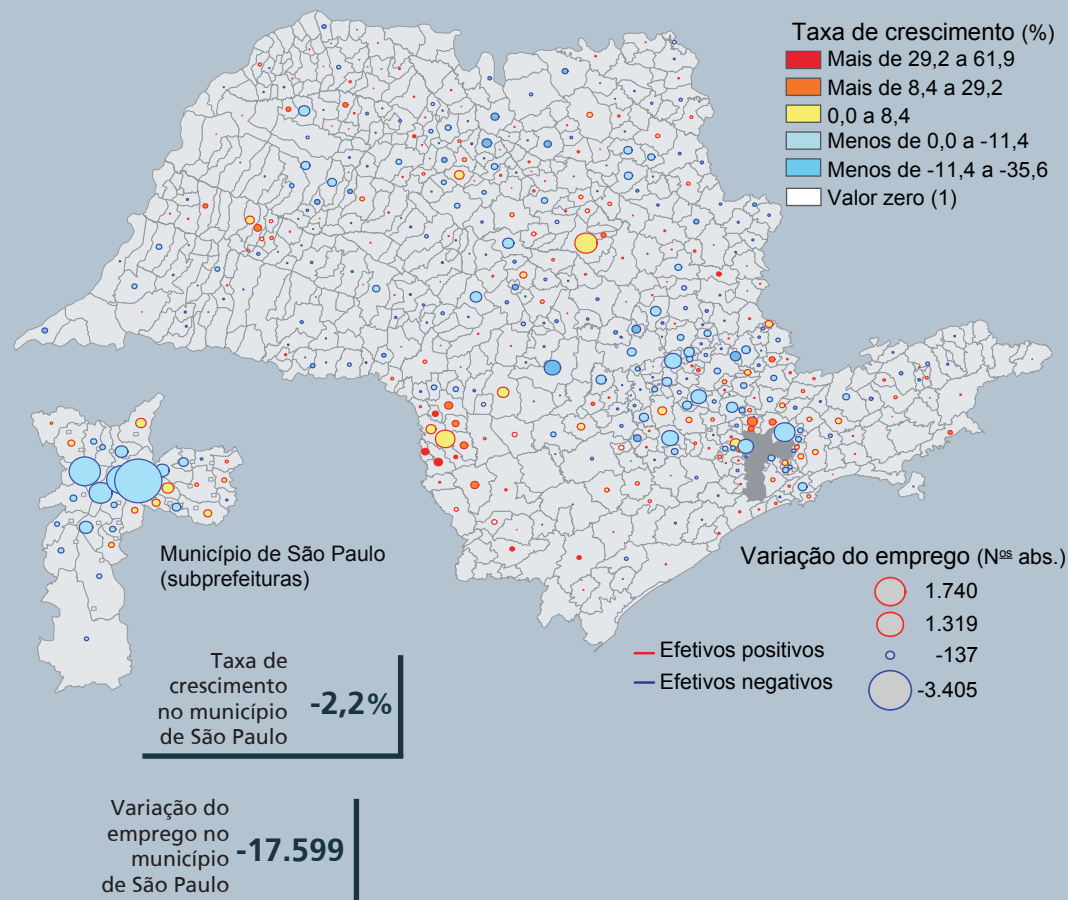 Taxa de crescimento (%)
Mais de 29,2 a 61,9
Mais de 8,4 a 29,2
0,0 a 8,4
Menos de 0,0 a -11,4
Menos de -11,4 a -35,6
Valor zero (1)
Município de São Paulo
(subprefeituras)
Variação do emprego (Nos abs.)
1.740
1.319
-137
-3.405
Efetivos positivos
Efetivos negativos
Taxa de
crescimento
no município
de São Paulo
-2,2%
Variação do
emprego no
município
de São Paulo
-17.599